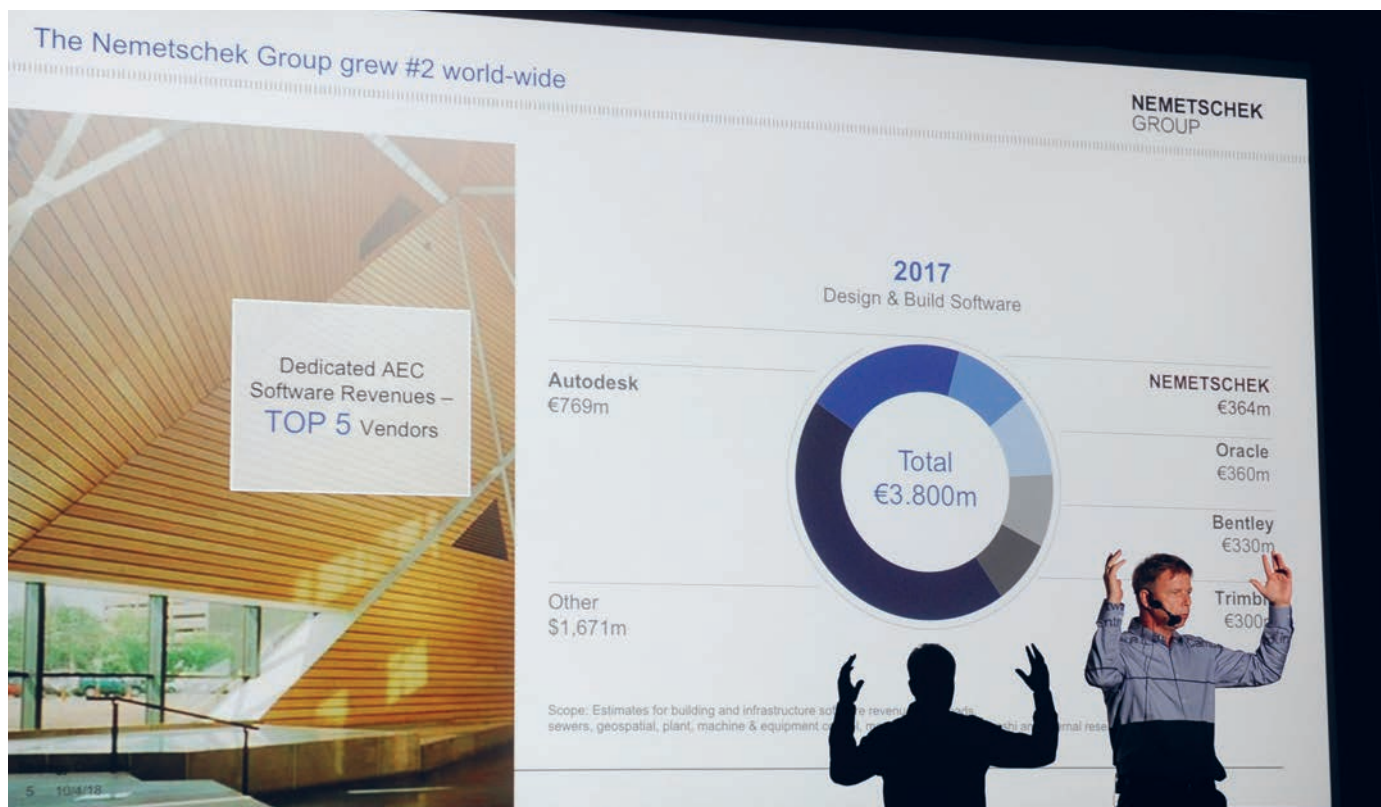 The Nemetschek Group grew #2 world-wide
NEMETSCHEK
GROUP
Dedicated AEC
Software Revenues –
TOP 5 Vendors
2017
Design & Build Software
Autodesk
€769m
Other
$1,671m
Total
€3.800m
NEMETSCHEK
€364m
Oracle
€360m
Bentley
€330m
€300
Scope: Estimates for building and infrastructure
sewers, geospatial, plant, machine & equipment
5 10/4/18